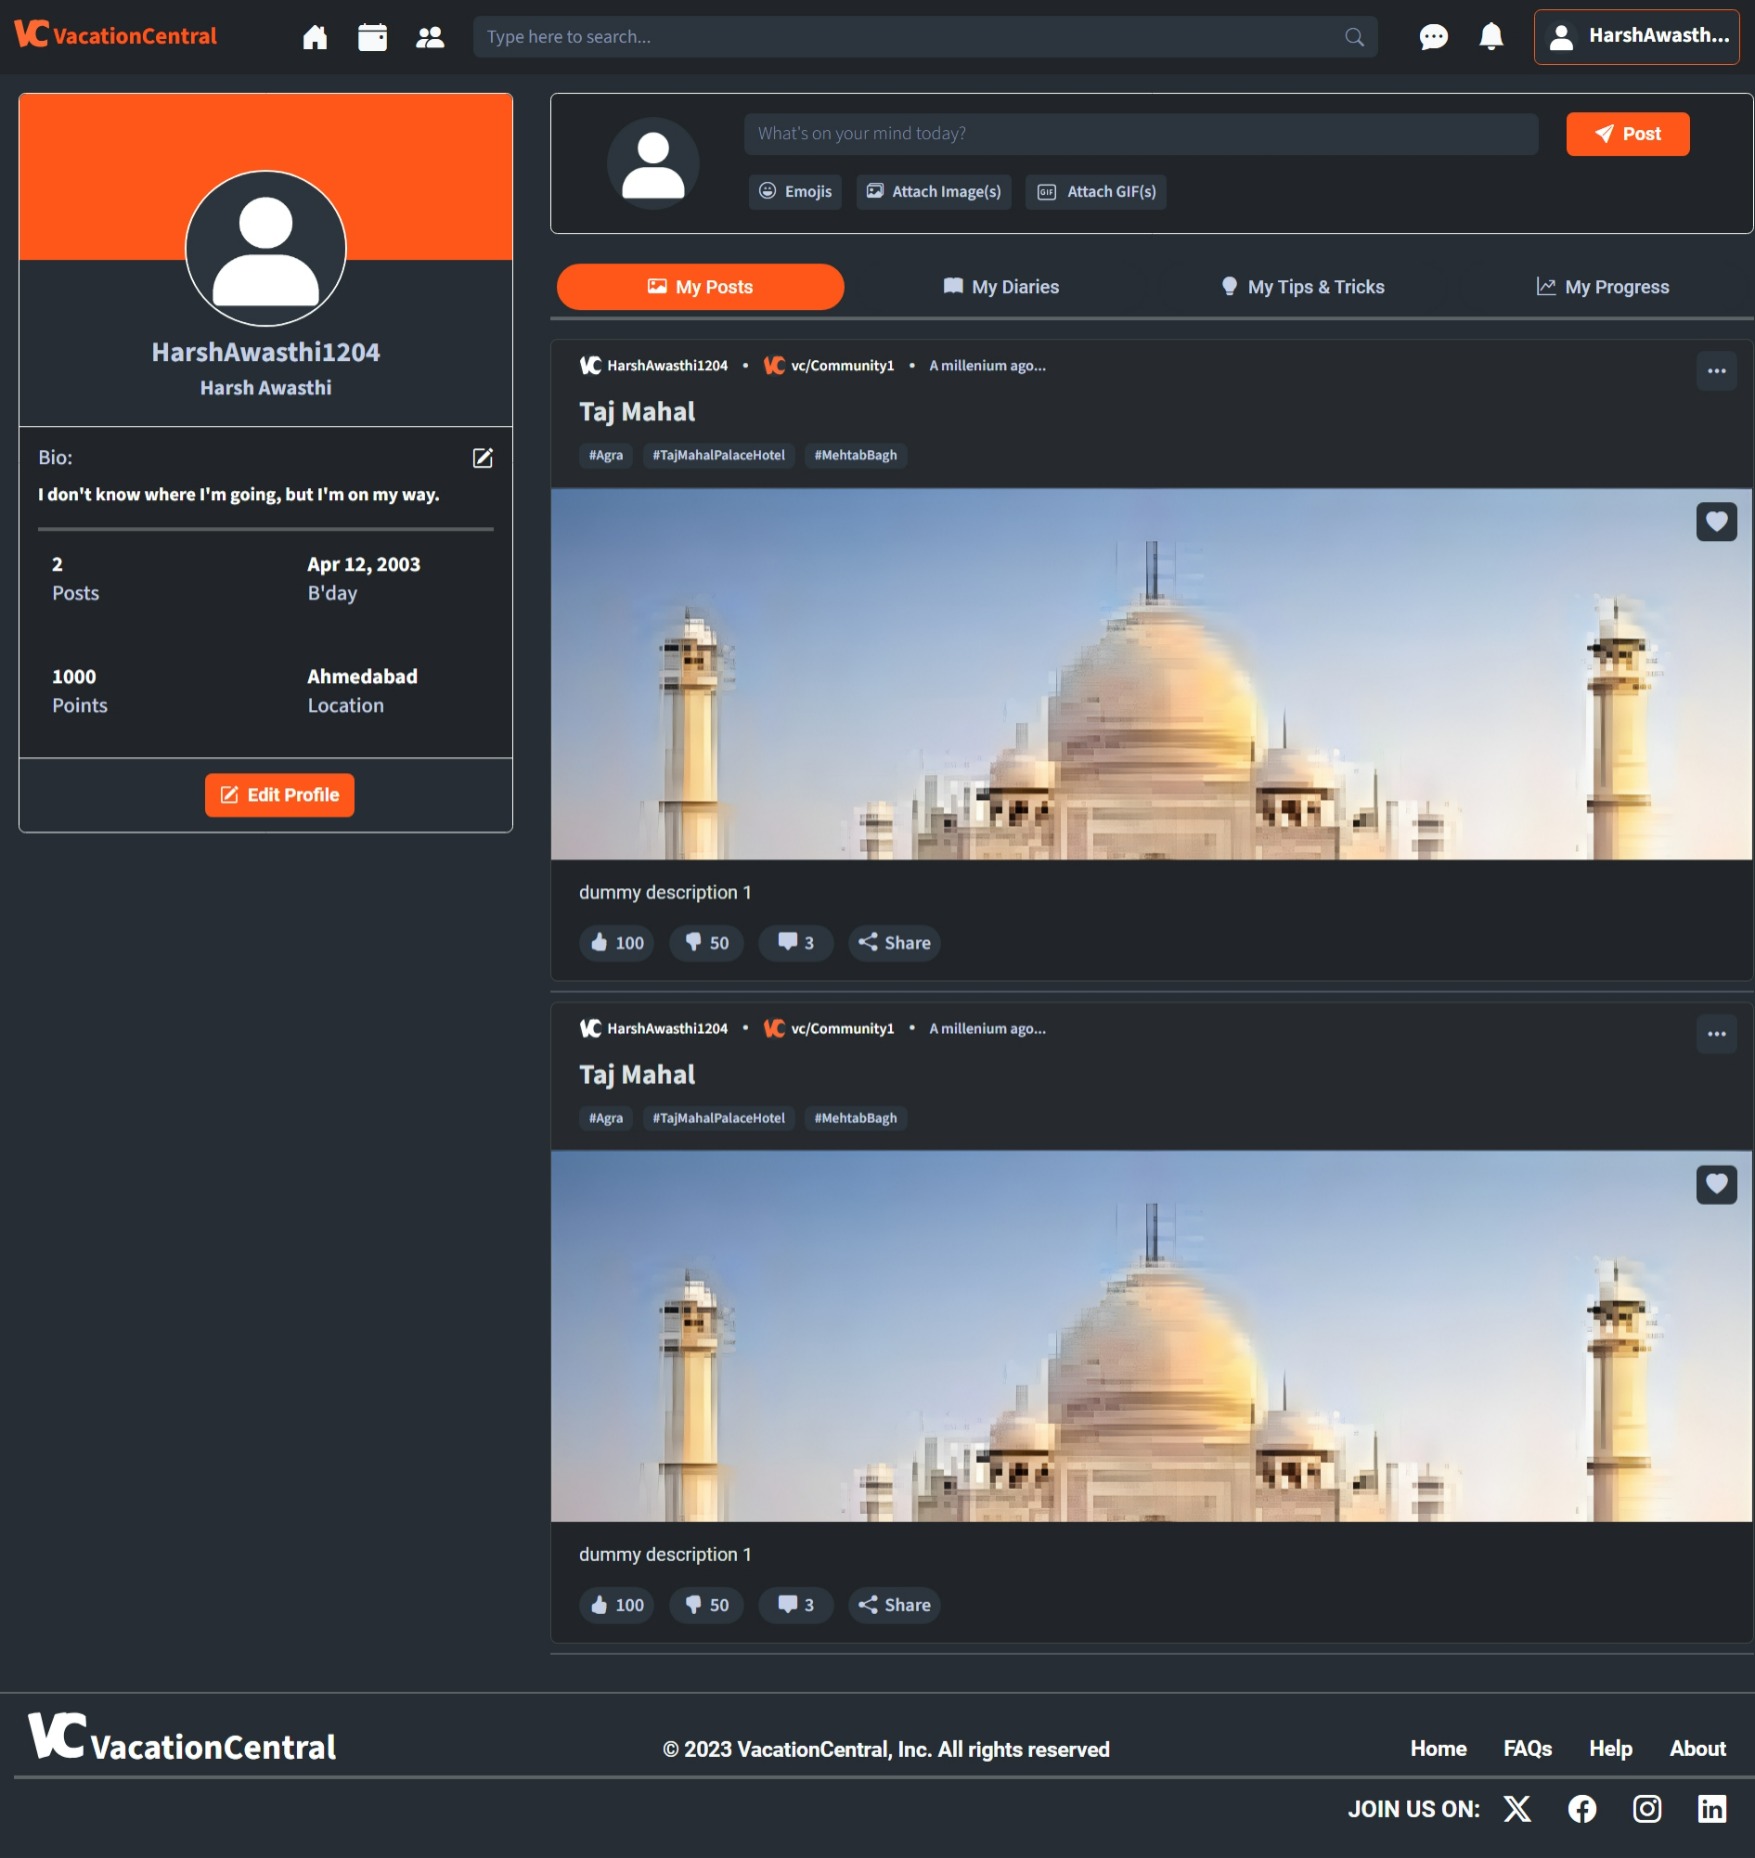 VC VacationCentral
Type here to search...
HarshAwasth...
HarshAwasthi1204
Harsh Awasthi
Bio:
I don't know where I'm going, but I'm on my way.
2
Posts
Apr 12, 2003
B'day
1000
Points
Ahmedabad
Location
Edit Profile
What's on your mind today?
Post
Emojis
Attach Image(s)
GIF Attach GIF(s)
My Posts
My Diaries
My Tips & Tricks
My Progress
VC HarshAwasthi1204 • VC vc/Community1 • A millenium ago...
Taj Mahal
#Agra #TajMahalPalaceHotel #MehtabBagh
dummy description 1
100 50 3 Share
VC HarshAwasthi1204 • VC vc/Community1 • A millenium ago...
Taj Mahal
#Agra #TajMahalPalaceHotel #MehtabBagh
dummy description 1
100 50 3 Share
VC VacationCentral
© 2023 VacationCentral, Inc. All rights reserved
Home FAQs Help About
JOIN US ON: